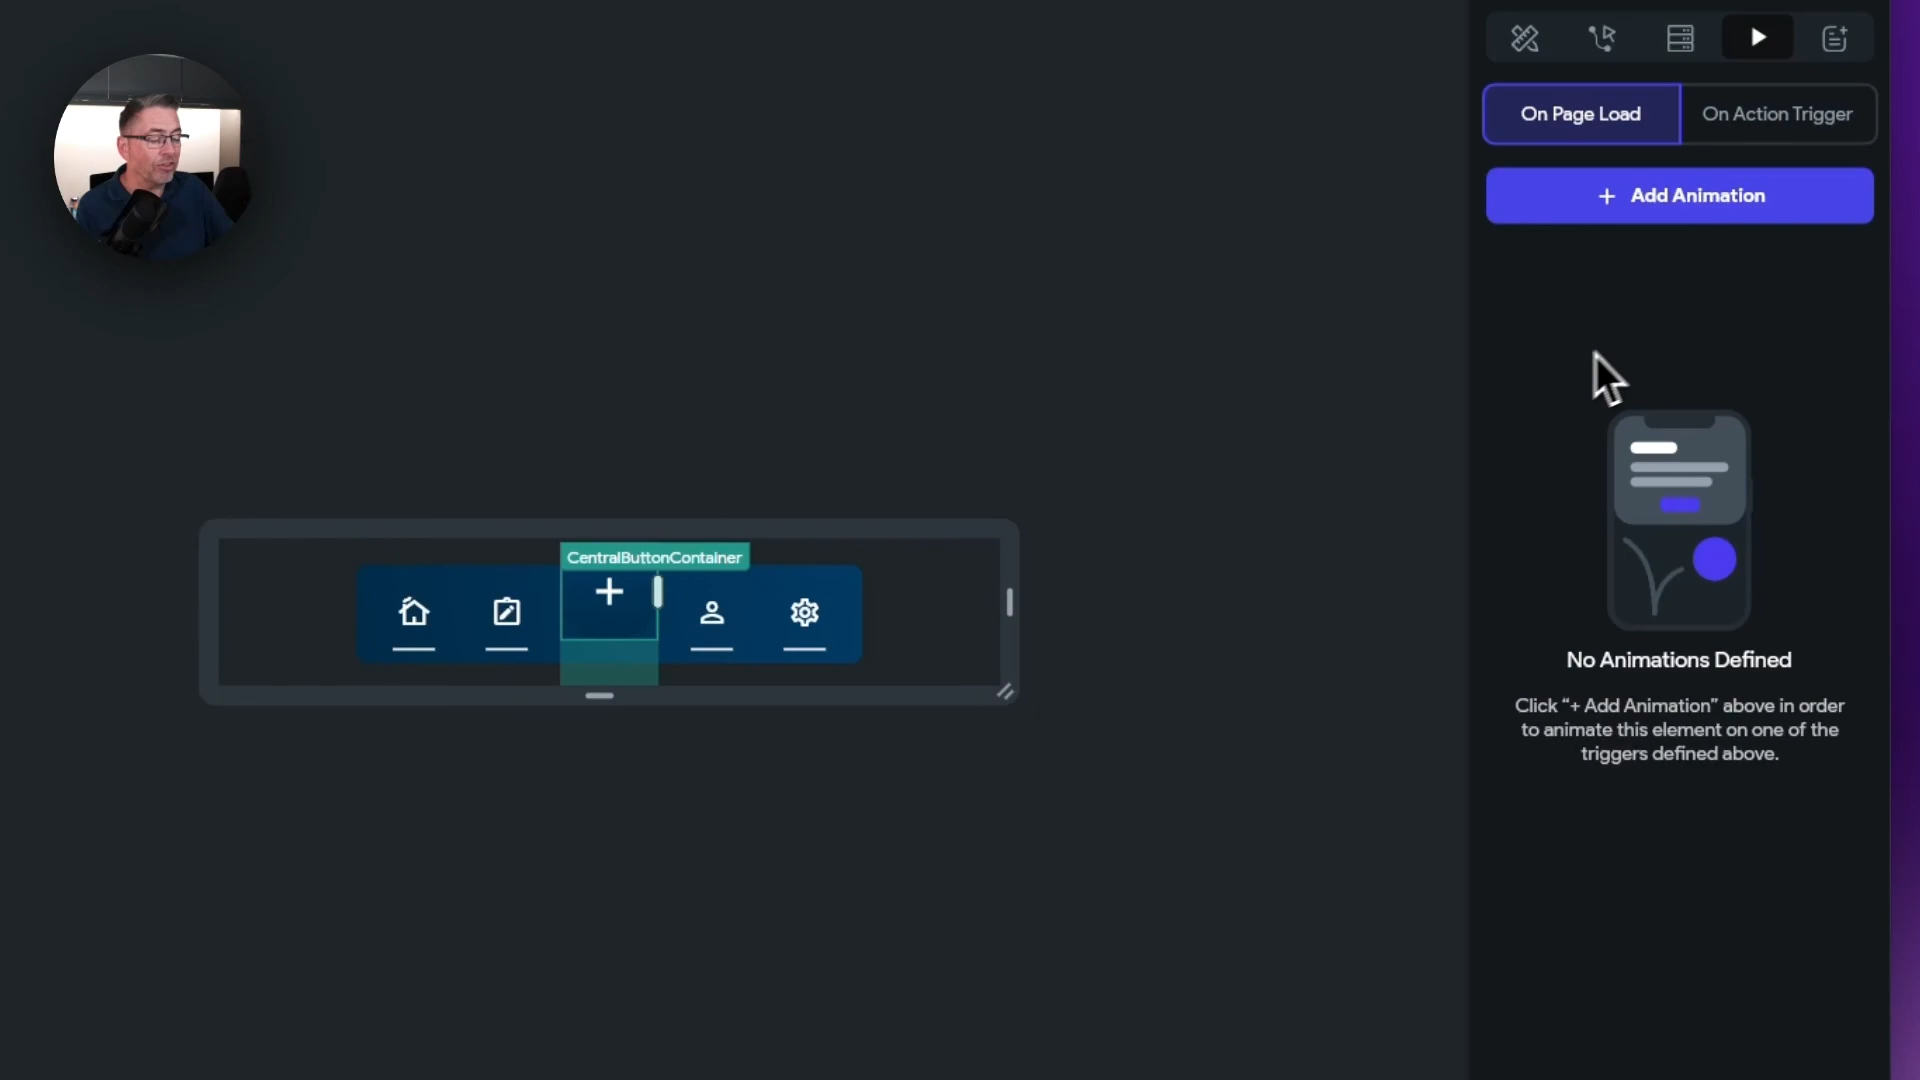 On Page Load
On Action Trigger
+ Add Animation
CentralButtonContainer
No Animations Defined
Click “+ Add Animation” above in order
to animate this element on one of the
triggers defined above.